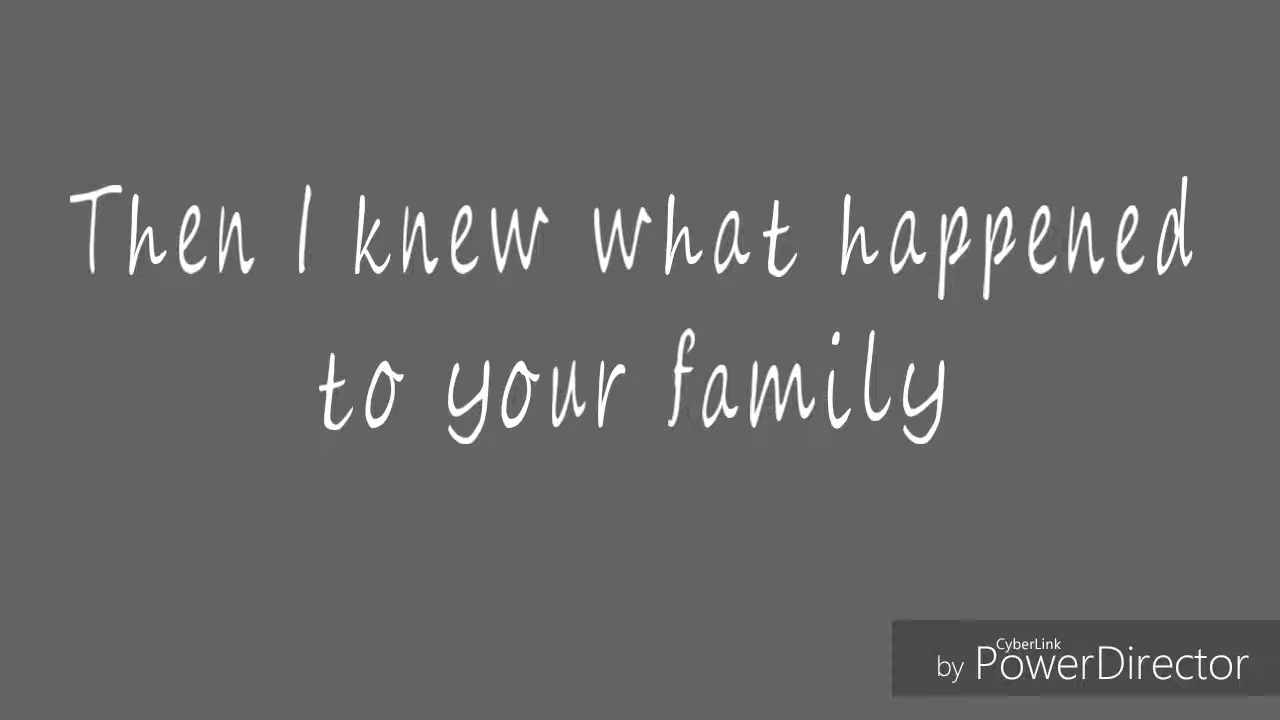 Then I knew what happened
to your family
CyberLink
by PowerDirector